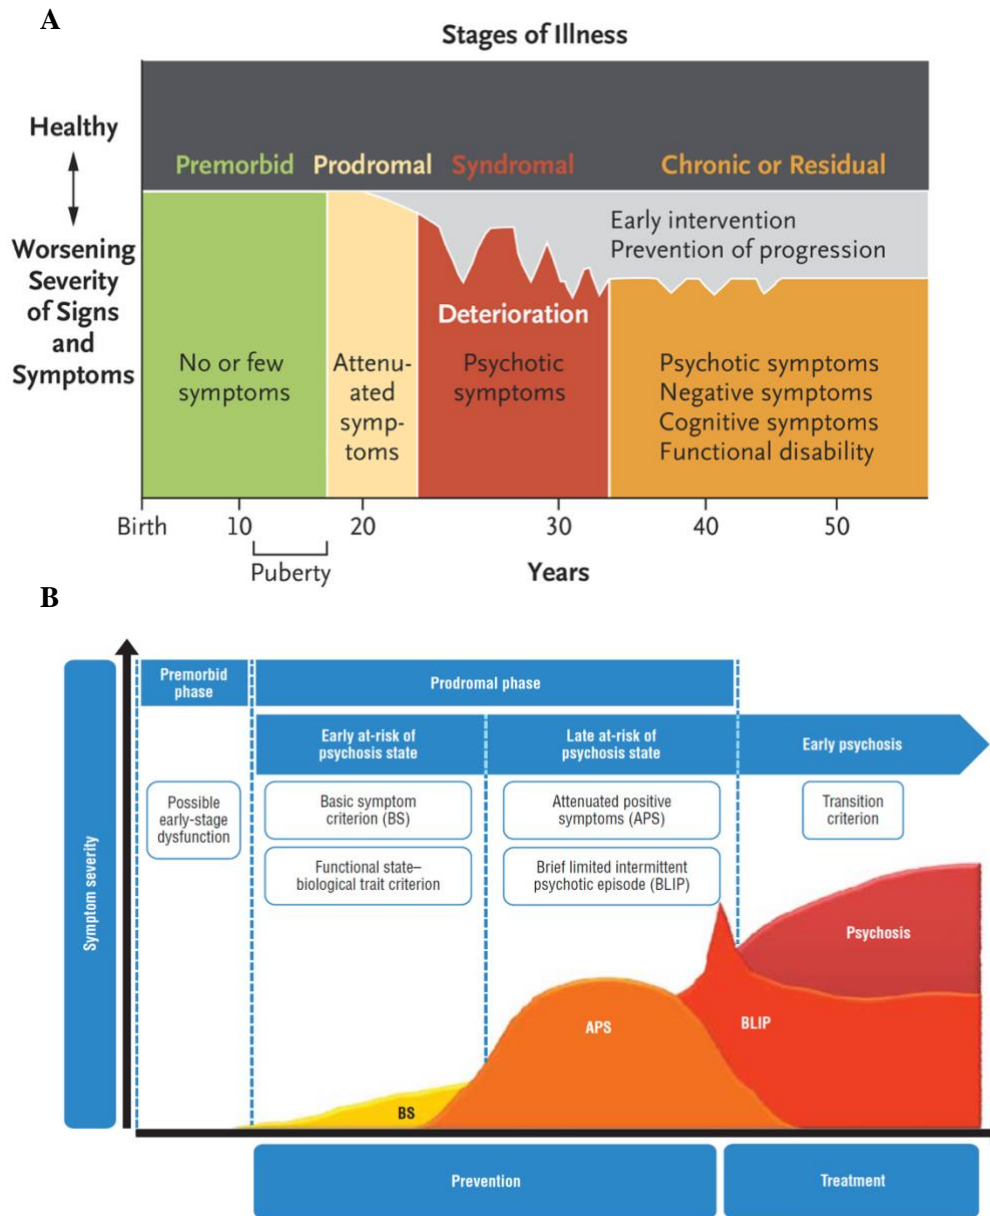 A
Stages of Illness
Healthy
Worsening
Severity
of Signs
and
Symptoms
Premorbid
Prodromal
Syndromal
Chronic or Residual
Early intervention
Prevention of progression
No or few
symptoms
Attenu-
ated
symp-
toms
Deterioration
Psychotic
symptoms
Psychotic symptoms
Negative symptoms
Cognitive symptoms
Functional disability
Birth
10
20
30
40
50
Puberty
Years
B
Symptom severity
Premorbid
phase
Prodromal phase
Early at-risk of
psychosis state
Late at-risk of
psychosis state
Early psychosis
Possible
early-stage
dysfunction
Basic symptom
criterion (BS)
Functional state–
biological trait criterion
Attenuated positive
symptoms (APS)
Brief limited intermittent
psychotic episode (BLIP)
Transition
criterion
BS
APS
BLIP
Psychosis
Prevention
Treatment